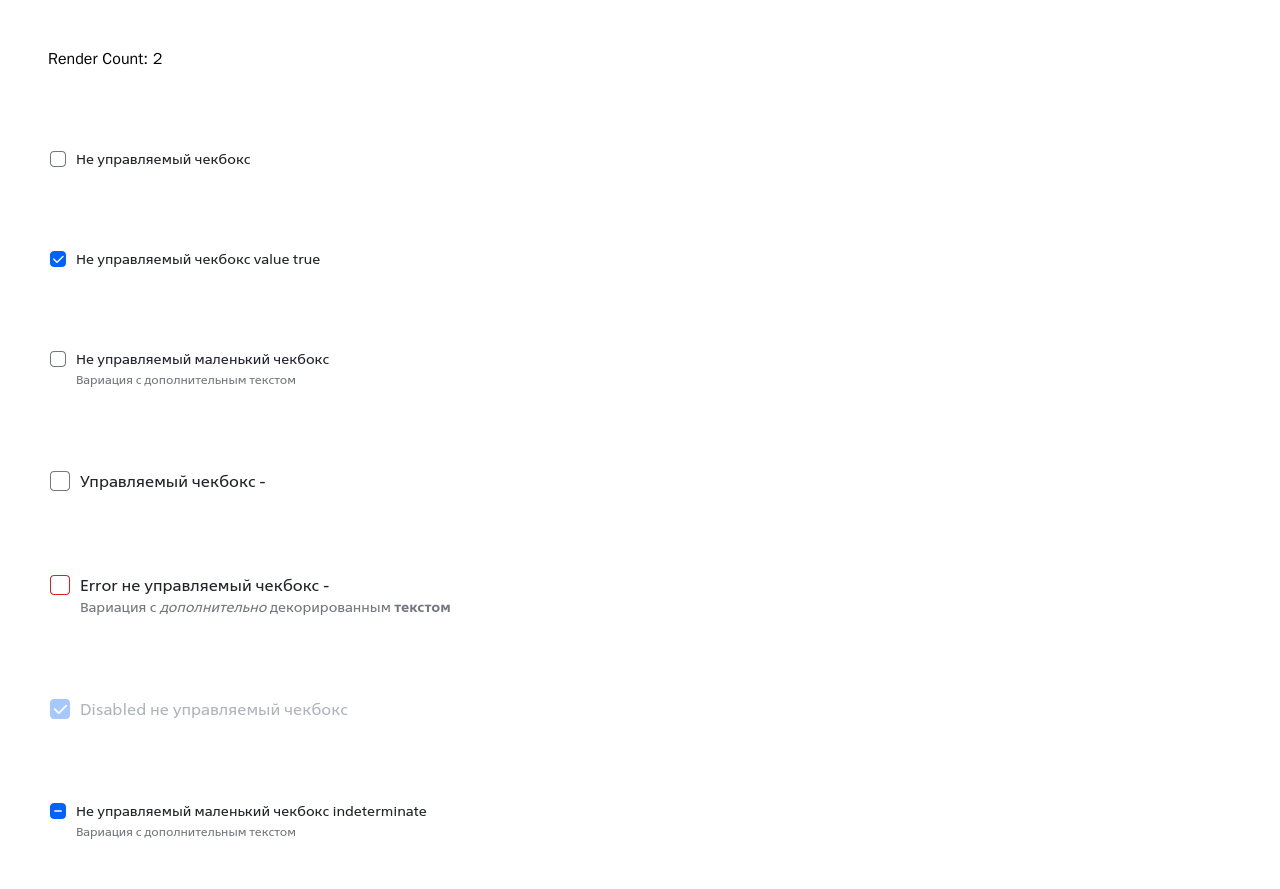 Render Count: 2
Не управляемый чекбокс
Не управляемый чекбокс value true
Не управляемый маленький чекбокс
Вариация с дополнительным текстом
Управляемый чекбокс -
Error не управляемый чекбокс -
Вариация с дополнительно декорированным текстом
Disabled не управляемый чекбокс
Не управляемый маленький чекбокс indeterminate
Вариация с дополнительным текстом